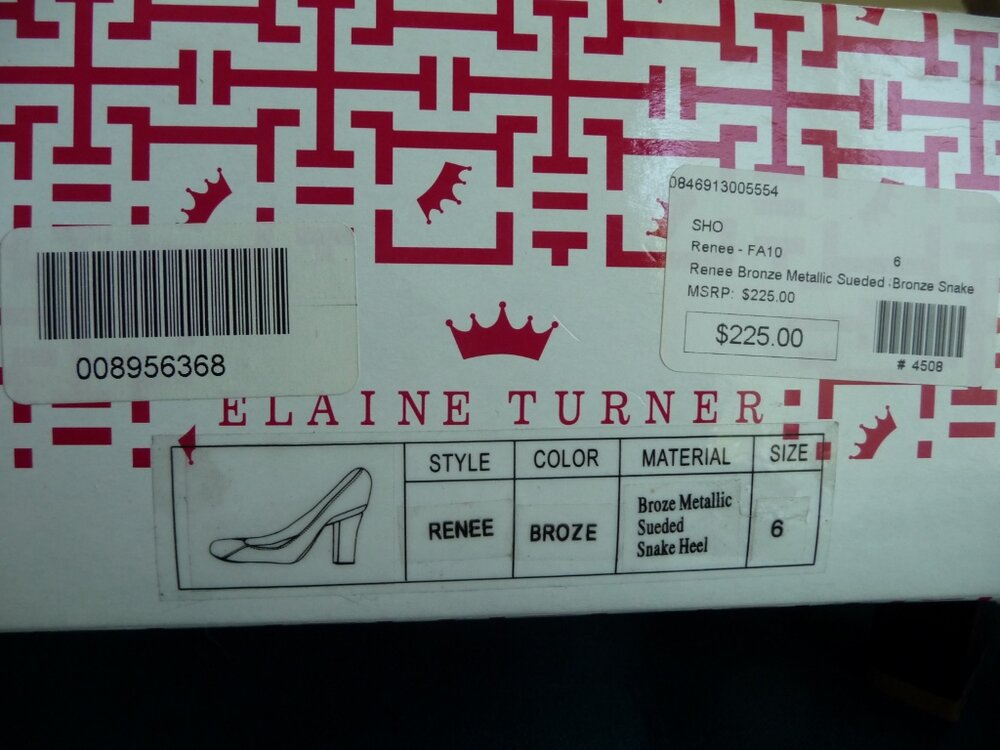 0846913005554
SHO
Renee - FA10
6
Renee Bronze Metallic Sueded :Bronze Snake
MSRP: $225.00
$225.00
# 4508
008956368
ELAINE TURNER
STYLE COLOR MATERIAL SIZE
RENEE BROZE Broze Metallic
Sueded
Snake Heel
6